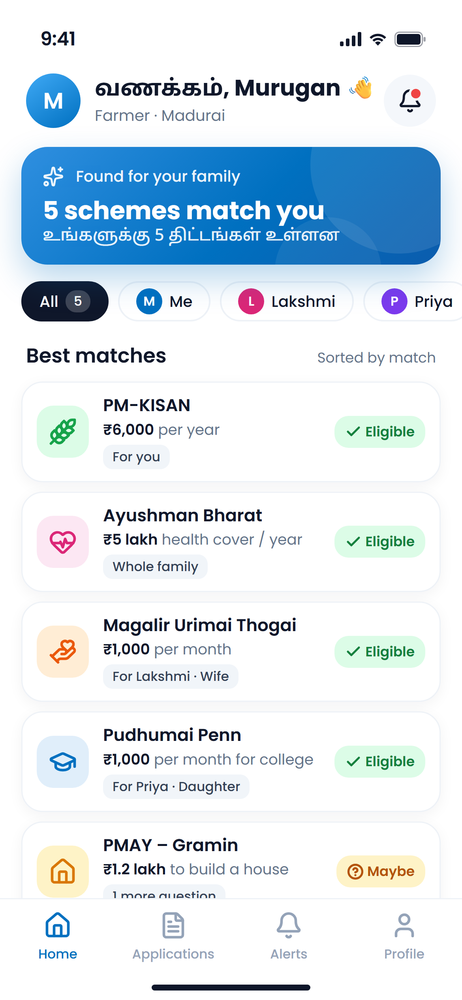 9:41
M
வணக்கம், Murugan 👋
Farmer · Madurai
Found for your family
5 schemes match you
உங்களுக்கு 5 திட்டங்கள் உள்ளன
All 5 M Me L Lakshmi P Priya
Best matches Sorted by match
PM-KISAN
₹6,000 per year
For you
Eligible
Ayushman Bharat
₹5 lakh health cover / year
Whole family
Eligible
Magalir Urimai Thogai
₹1,000 per month
For Lakshmi · Wife
Eligible
Pudhumai Penn
₹1,000 per month for college
For Priya · Daughter
Eligible
PMAY – Gramin
₹1.2 lakh to build a house
1 more question
Maybe
Home Applications Alerts Profile